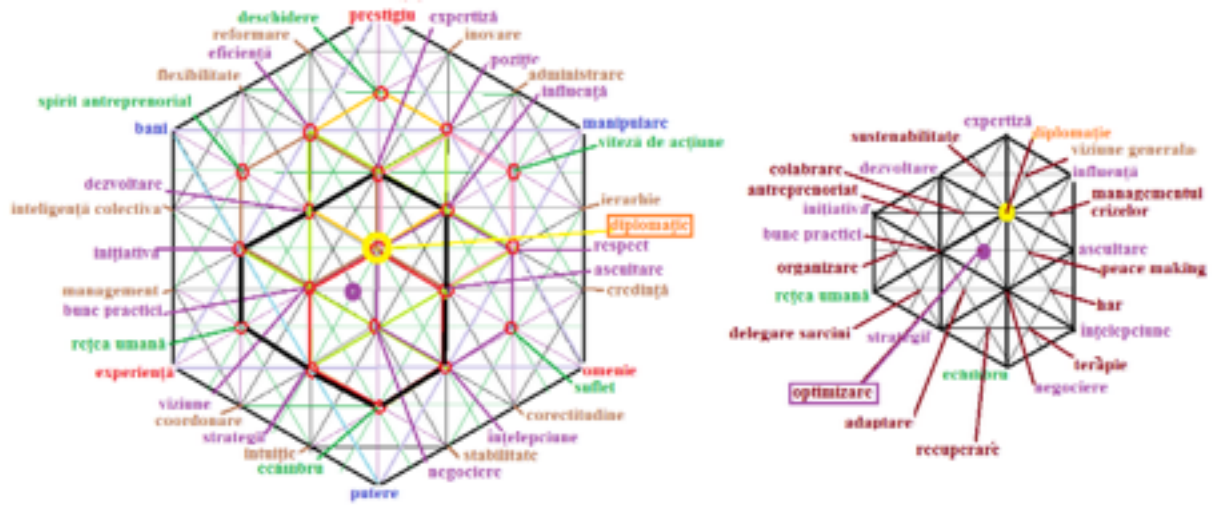 prestigiu
deschidere
expertiză
reformare
inovare
eficiență
poziție
flexibilitate
administrare
influență
spirit antreprenorial
bani
manipulare
viteză de acțiune
dezvoltare
inteligență colectiva
ierarhie
diplomație
inițiativă
respect
ascultare
management
credință
bune practici
rețea umană
experiență
omenie
suflet
viziune
coordonare
corectitudine
strategii
înțelepciune
intuiție
stabilitate
echilibru
negociere
putere
expertiză
diplomație
sustenabilitate
viziune generala
colabrare
dezvoltare
influență
antreprenoriat
managementul
crizelor
inițiativă
bune practici
ascultare
organizare
peace making
rețea umană
har
delegare sarcini
strategii
înțelepciune
terapie
echilibru
negociere
optimizare
adaptare
recuperare